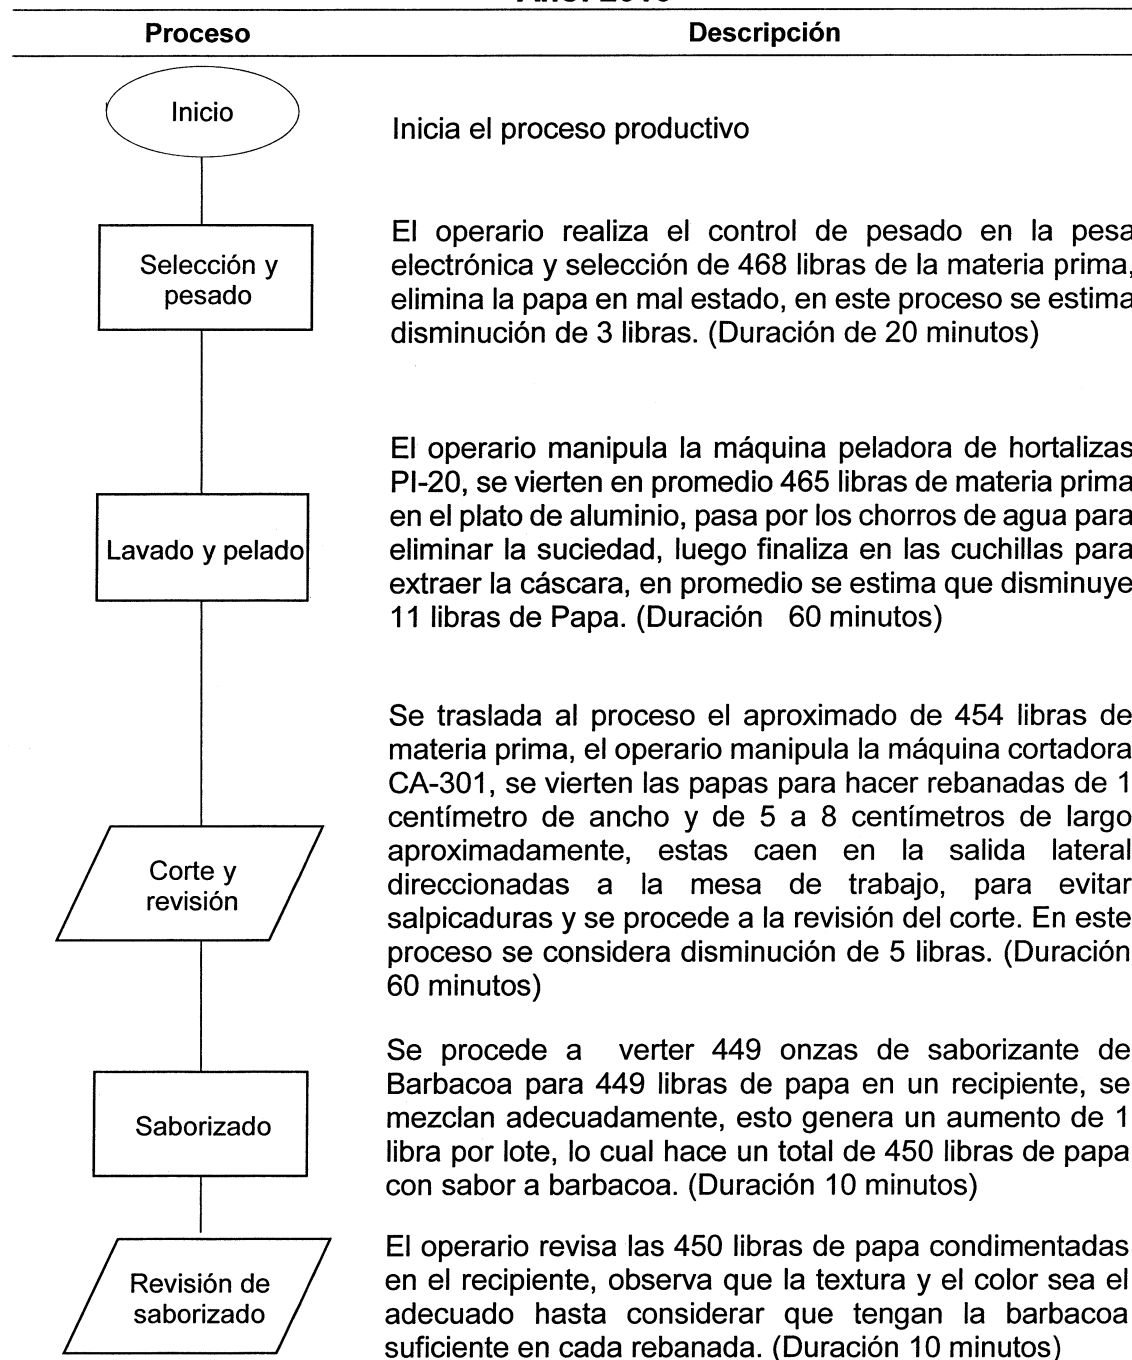 Proceso Descripción
Inicio
Inicia el proceso productivo
Selección y
pesado
El operario realiza el control de pesado en la pesa
electrónica y selección de 468 libras de la materia prima,
elimina la papa en mal estado, en este proceso se estima
disminución de 3 libras. (Duración de 20 minutos)
Lavado y pelado
El operario manipula la máquina peladora de hortalizas
PI-20, se vierten en promedio 465 libras de materia prima
en el plato de aluminio, pasa por los chorros de agua para
eliminar la suciedad, luego finaliza en las cuchillas para
extraer la cáscara, en promedio se estima que disminuye
11 libras de Papa. (Duración 60 minutos)
Corte y
revisión
Se traslada al proceso el aproximado de 454 libras de
materia prima, el operario manipula la máquina cortadora
CA-301, se vierten las papas para hacer rebanadas de 1
centímetro de ancho y de 5 a 8 centímetros de largo
aproximadamente, estas caen en la salida lateral
direccionadas a la mesa de trabajo, para evitar
salpicaduras y se procede a la revisión del corte. En este
proceso se considera disminución de 5 libras. (Duración
60 minutos)
Saborizado
Se procede a verter 449 onzas de saborizante de
Barbacoa para 449 libras de papa en un recipiente, se
mezclan adecuadamente, esto genera un aumento de 1
libra por lote, lo cual hace un total de 450 libras de papa
con sabor a barbacoa. (Duración 10 minutos)
Revisión de
saborizado
El operario revisa las 450 libras de papa condimentadas
en el recipiente, observa que la textura y el color sea el
adecuado hasta considerar que tengan la barbacoa
suficiente en cada rebanada. (Duración 10 minutos)